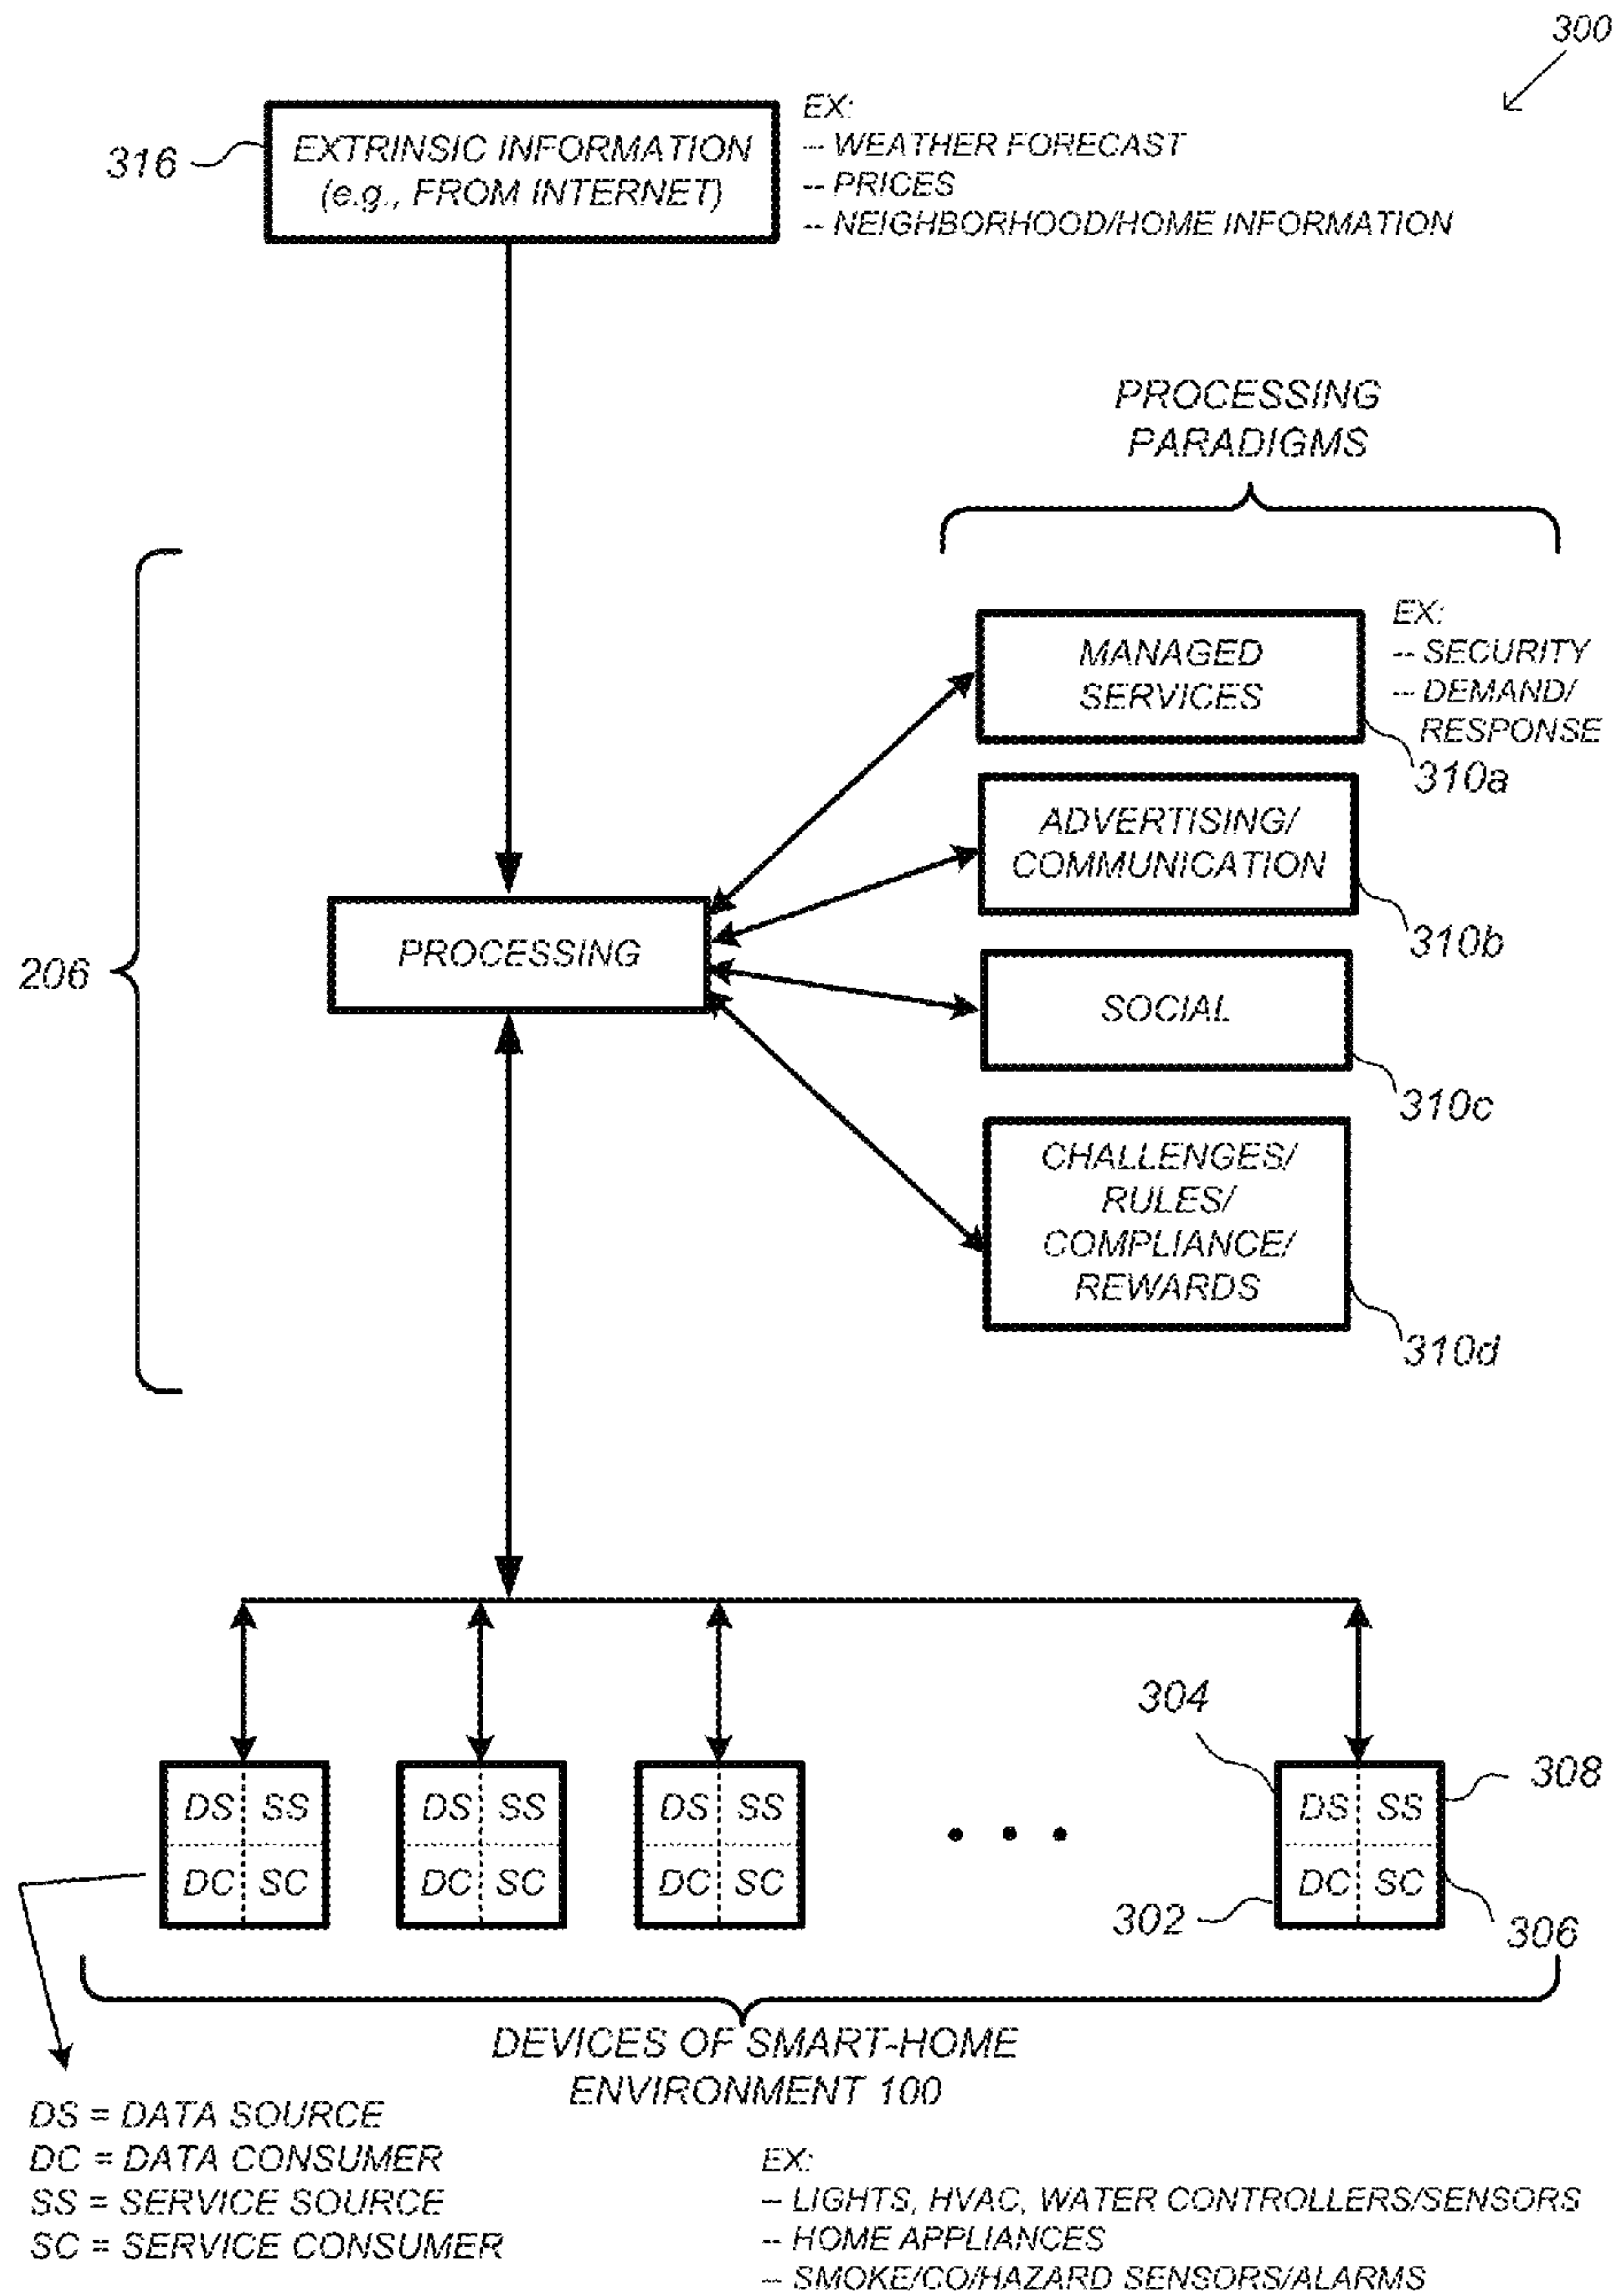 300
EX:
316
EXTRINSIC INFORMATION
(e.g., FROM INTERNET)
-- WEATHER FORECAST
-- PRICES
-- NEIGHBORHOOD/HOME INFORMATION
PROCESSING
PARADIGMS
206
MANAGED
SERVICES
EX:
-- SECURITY
-- DEMAND/
RESPONSE
310a
ADVERTISING/
COMMUNICATION
310b
PROCESSING
SOCIAL
310c
CHALLENGES/
RULES/
COMPLIANCE/
REWARDS
310d
304
308
DS SS
DC SC
DS SS
DC SC
DS SS
DC SC
• • •
DS SS
DC SC
302
306
DEVICES OF SMART-HOME
ENVIRONMENT 100
DS = DATA SOURCE
DC = DATA CONSUMER
SS = SERVICE SOURCE
SC = SERVICE CONSUMER
EX:
-- LIGHTS, HVAC, WATER CONTROLLERS/SENSORS
-- HOME APPLIANCES
-- SMOKE/CO/HAZARD SENSORS/ALARMS